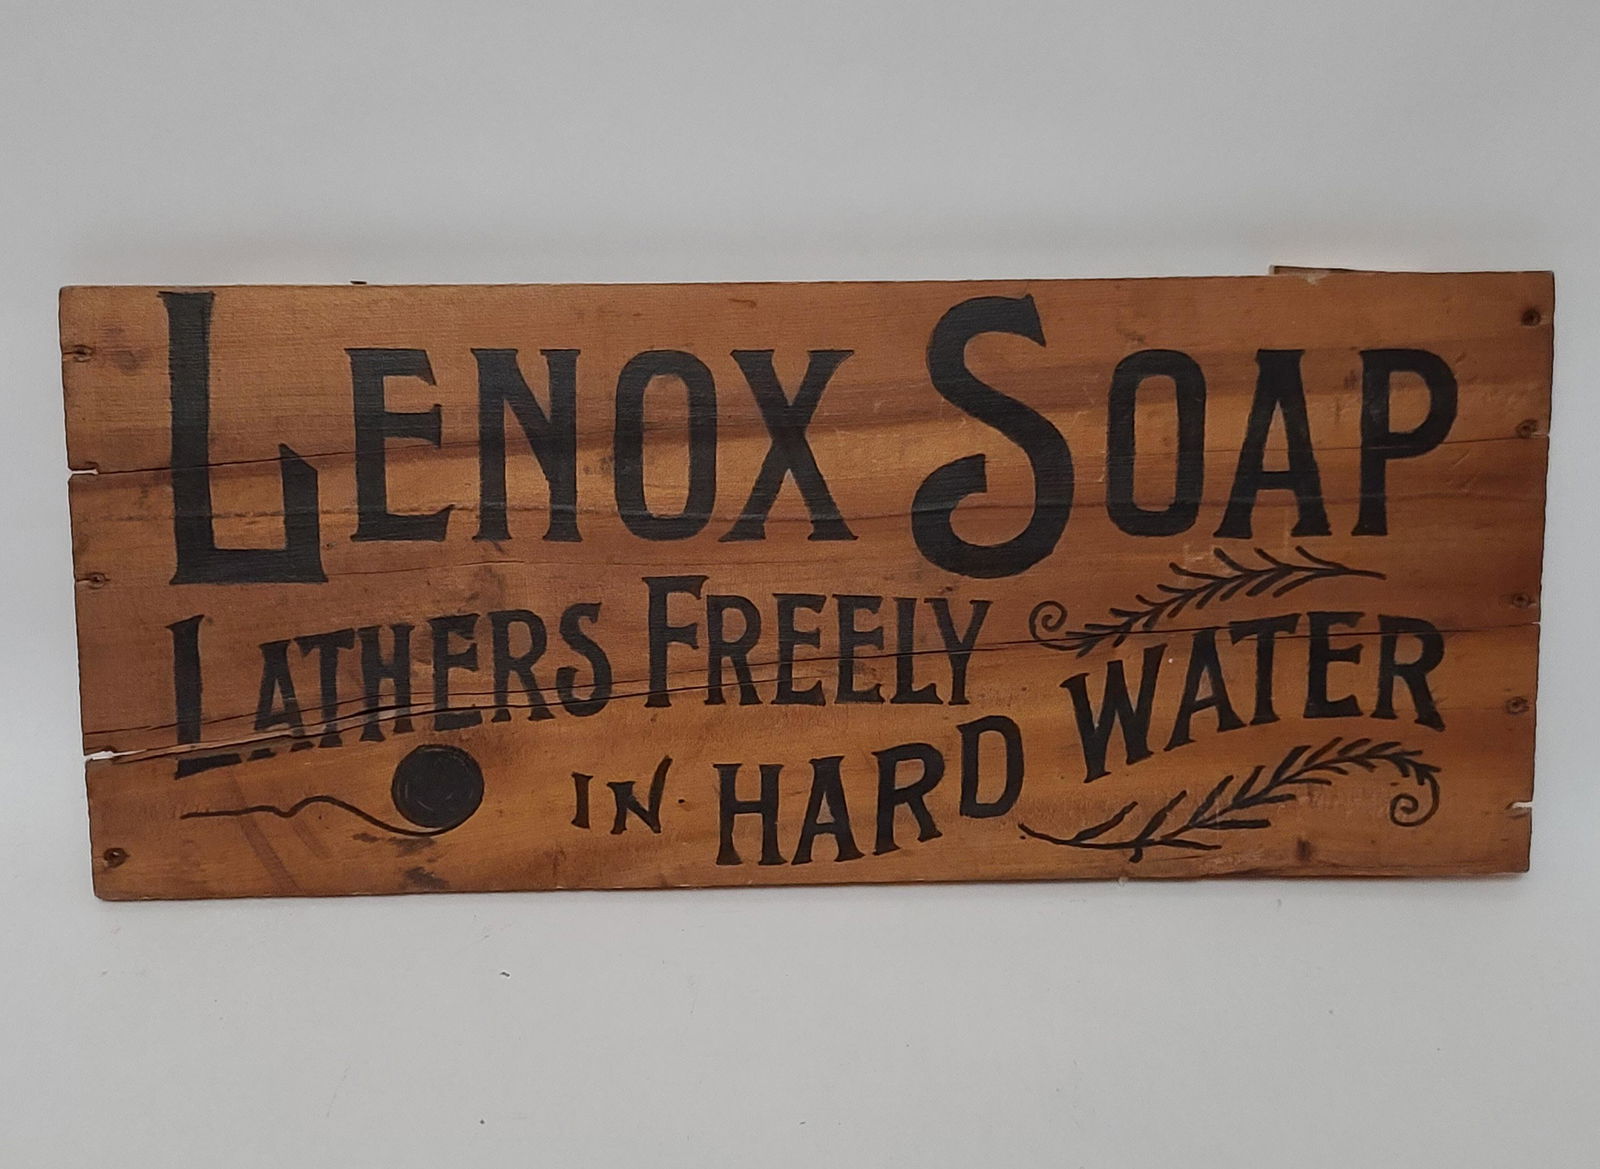 LENOX SOAP
LATHERS FREELY
IN HARD WATER